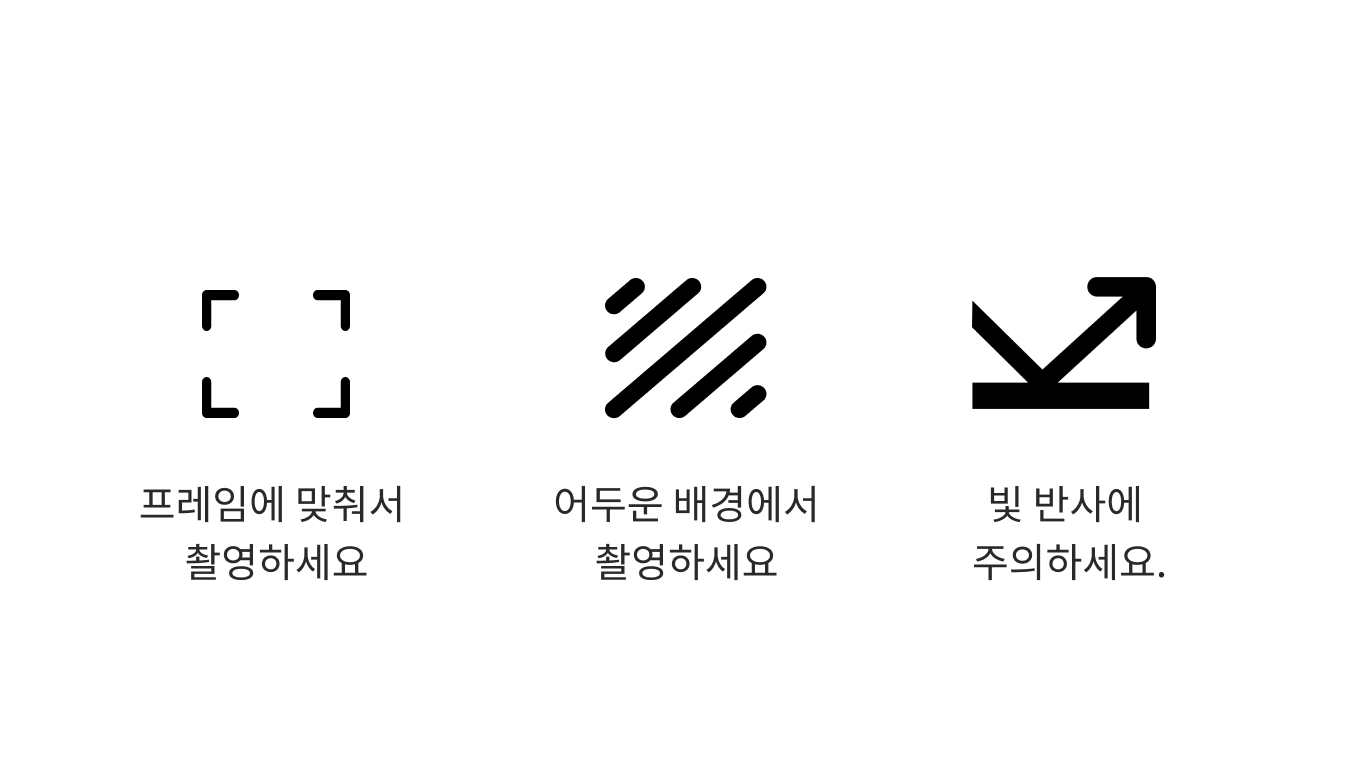 프레임에 맞춰서
촬영하세요
어두운 배경에서
촬영하세요
빛 반사에
주의하세요.